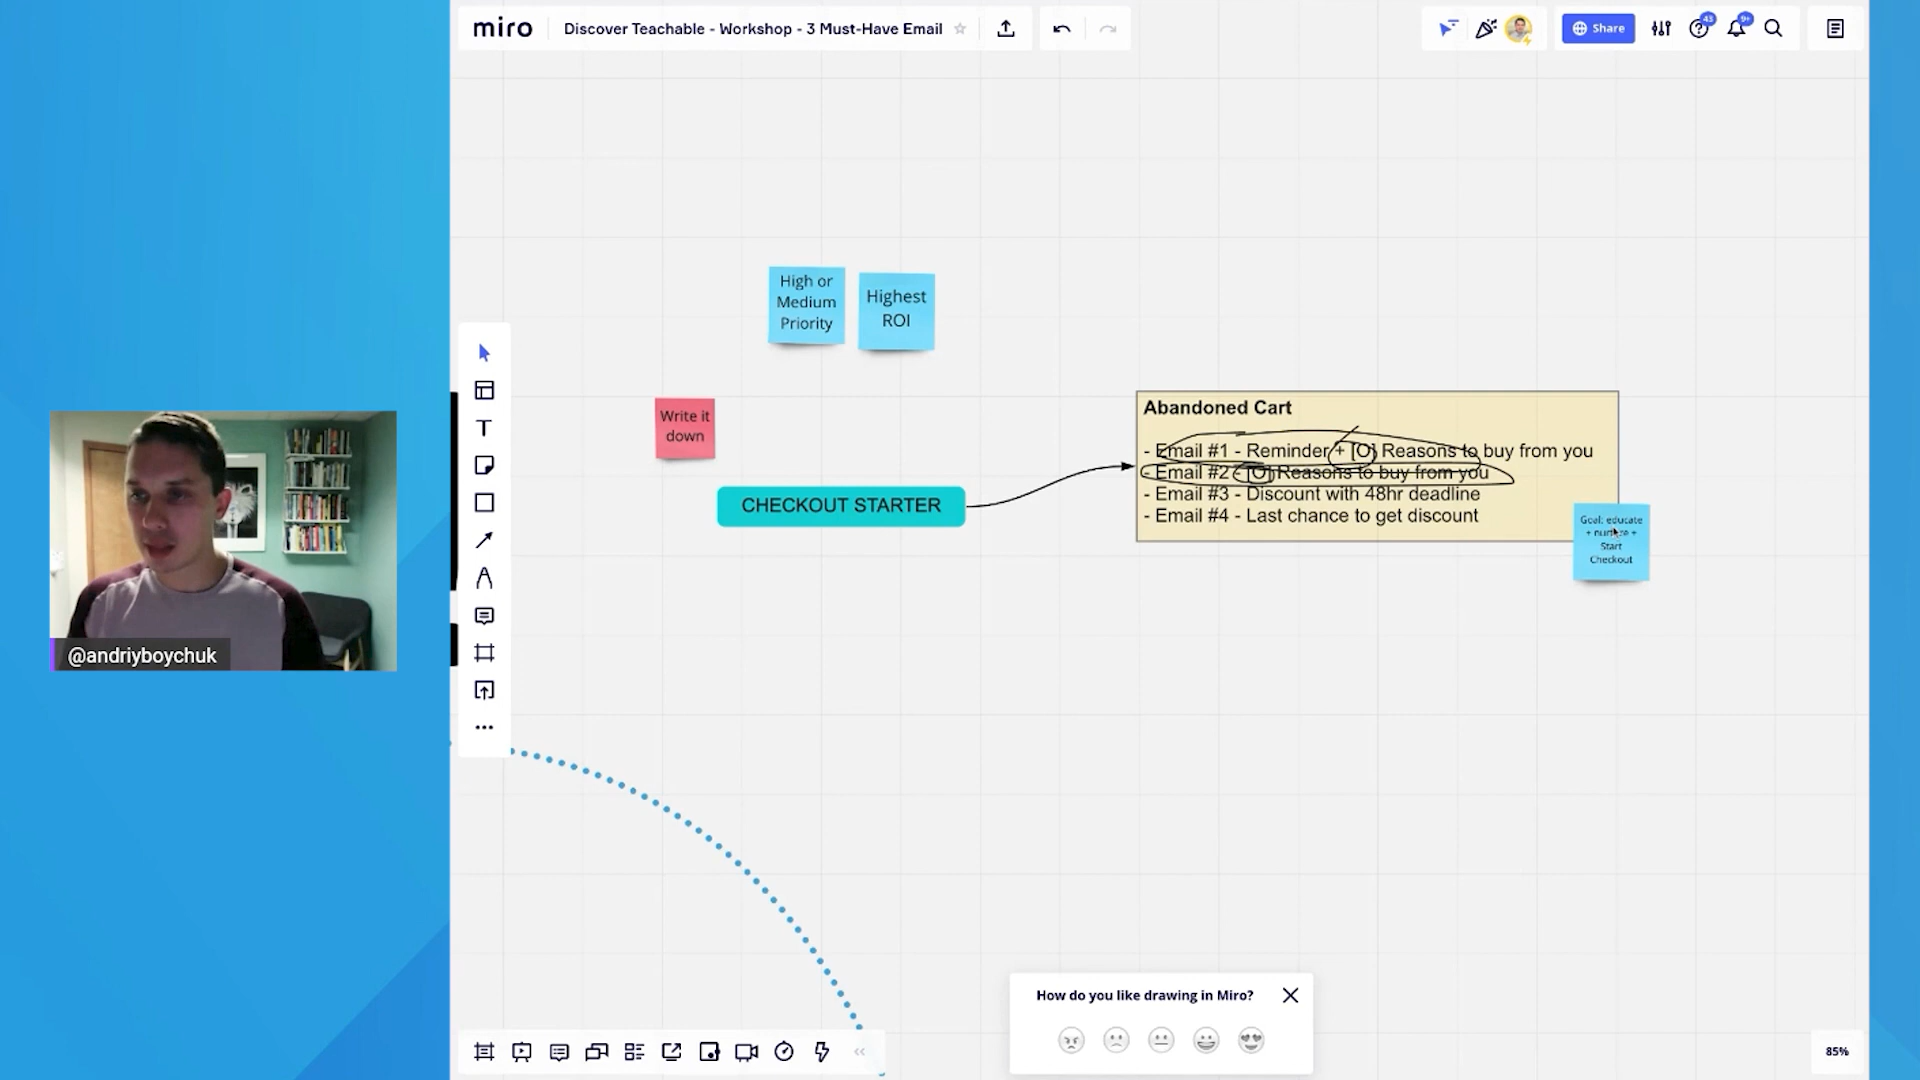 miro
Discover Teachable - Workshop - 3 Must-Have Email
Share
43
9+
High or
Medium
Priority
Highest
ROI
Write it
down
CHECKOUT STARTER
Abandoned Cart
- Email #1 - Reminder + [O] Reasons to buy from you
- Email #2 - [O] Reasons to buy from you
- Email #3 - Discount with 48hr deadline
- Email #4 - Last chance to get discount
Goal: educate
+ nurture +
Start
Checkout
@andriyboychuk
How do you like drawing in Miro?
85%